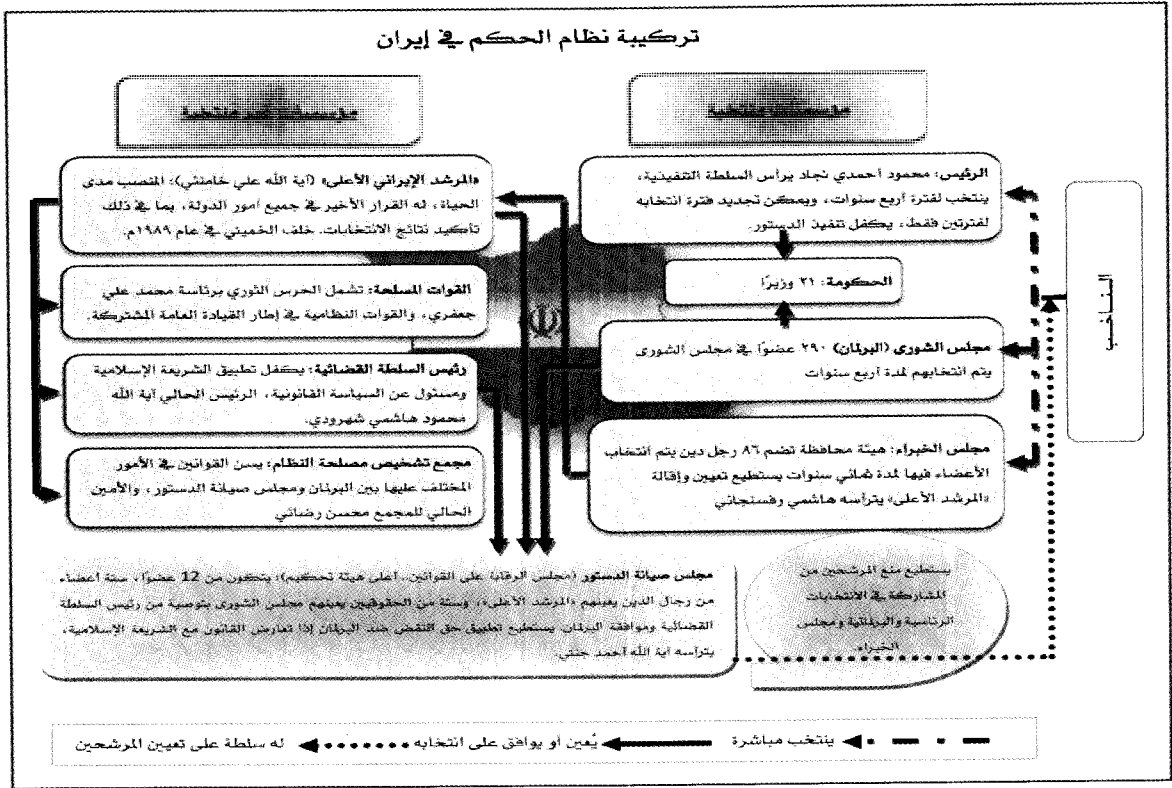 تركيبة نظام الحكم في إيران
مؤسسات منتخبة
مؤسسات غير منتخبة
الرئيس: محمود أحمدي نجاد يرأس السلطة التنفيذية،
ينتخب لفترة أربع سنوات، ويمكن تجديد فترة انتخابه
لفترتين فقط، يكفل تنفيذ الدستور.
الحكومة: ٢١ وزيرًا
مجلس الشورى (البرلمان) ٢٩٠ عضوًا في مجلس الشورى
يتم انتخابهم لمدة أربع سنوات
مجلس الخبراء: هيئة محافظة تضم ٨٦ رجل دين يتم انتخاب
الأعضاء فيها لمدة ثماني سنوات يستطيع تعيين وإقالة
«المرشد الأعلى» يترأسه هاشمي رفسنجاني
الناخب
«المرشد الإيراني الأعلى» (آية الله علي خامنئي): المنصب مدى
الحياة، له القرار الأخير في جميع أمور الدولة، بما في ذلك
تأكيد نتائج الانتخابات. خلف الخميني في عام ١٩٨٩م.
القوات المسلحة: تشمل الحرس الثوري برئاسة محمد علي
جعفري، والقوات النظامية في إطار القيادة العامة المشتركة.
رئيس السلطة القضائية: يكفل تطبيق الشريعة الإسلامية
ومسئول عن السياسة القانونية، الرئيس الحالي آية الله
محمود هاشمي شهرودي.
مجمع تشخيص مصلحة النظام: يسن القوانين في الأمور
المختلف عليها بين البرلمان ومجلس صيانة الدستور، والأمين
الحالي للمجمع محسن رضائي
مجلس صيانة الدستور (مجلس الرقابة على القوانين.. أعلى هيئة تحكيم): يتكون من 12 عضوًا، ستة أعضاء
من رجال الدين يعينهم «المرشد الأعلى»، وستة من الحقوقيين يعينهم مجلس الشورى بتوصية من رئيس السلطة
القضائية وموافقة البرلمان. يستطيع تطبيق حق النقض ضد البرلمان إذا تعارض القانون مع الشريعة الإسلامية،
يترأسه آية الله أحمد جنتي.
يستطيع منع المرشحين من
المشاركة في الانتخابات
الرئاسية والبرلمانية ومجلس
الخبراء.
ينتخب مباشرة
يُعين أو يوافق على انتخابه
له سلطة على تعيين المرشحين